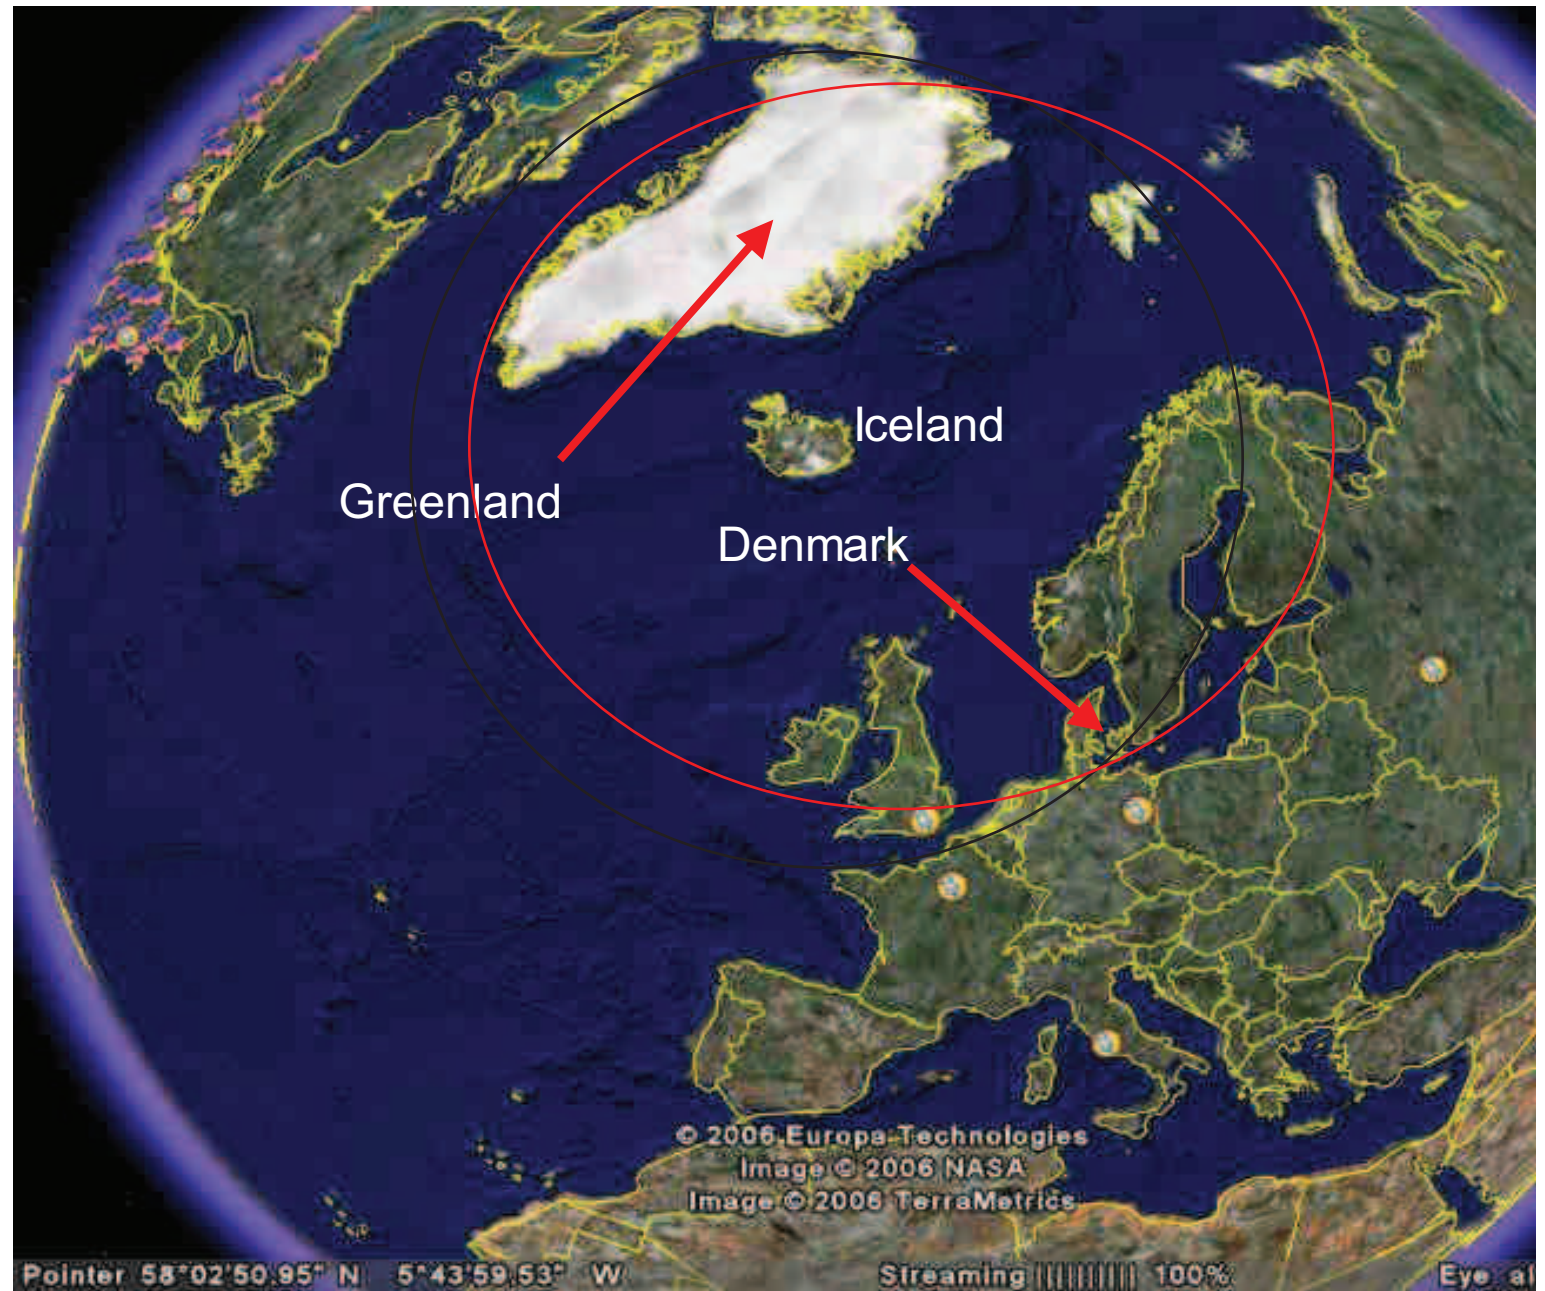 Iceland
Greenland
Denmark
© 2006 Europa Technologies
Image © 2006 NASA
Image © 2006 TerraMetrics
Pointer 58°02'50.95" N 5°43'59.53" W Streaming |||||||||| 100% Eye al